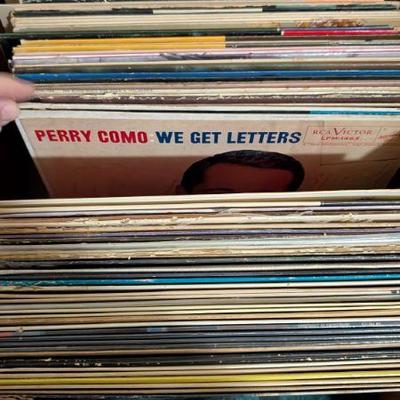 PERRY COMO: WE GET LETTERS
RCA VICTOR